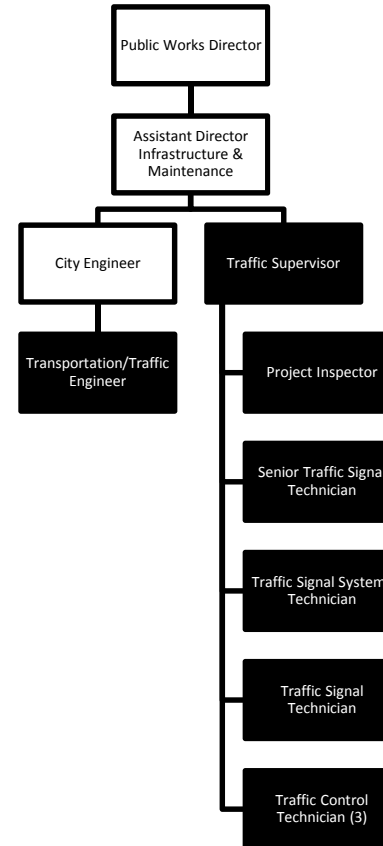 Public Works Director
Assistant Director
Infrastructure &
Maintenance
City Engineer
Traffic Supervisor
Transportation/Traffic
Engineer
Project Inspector
Senior Traffic Signal
Technician
Traffic Signal System
Technician
Traffic Signal
Technician
Traffic Control
Technician (3)